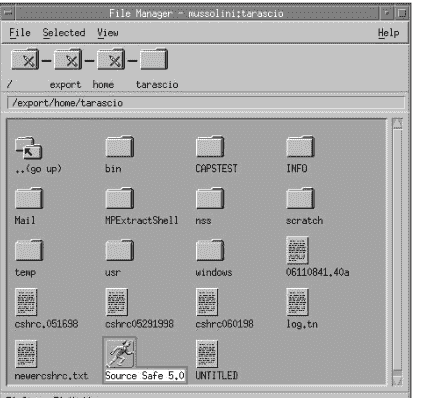 File Manager - mussolini:tarascio
File Selected View Help
/ export home tarascio
/export/home/tarascio
..(go up) bin CAPSTEST INFO
Mail MPExtractShell nss scratch
temp usr windows 06110841.40a
cshrc.051698 cshrc05291998 cshrc060198 log.tn
newercshrc.txt Source Safe 5.0 UNTITLED